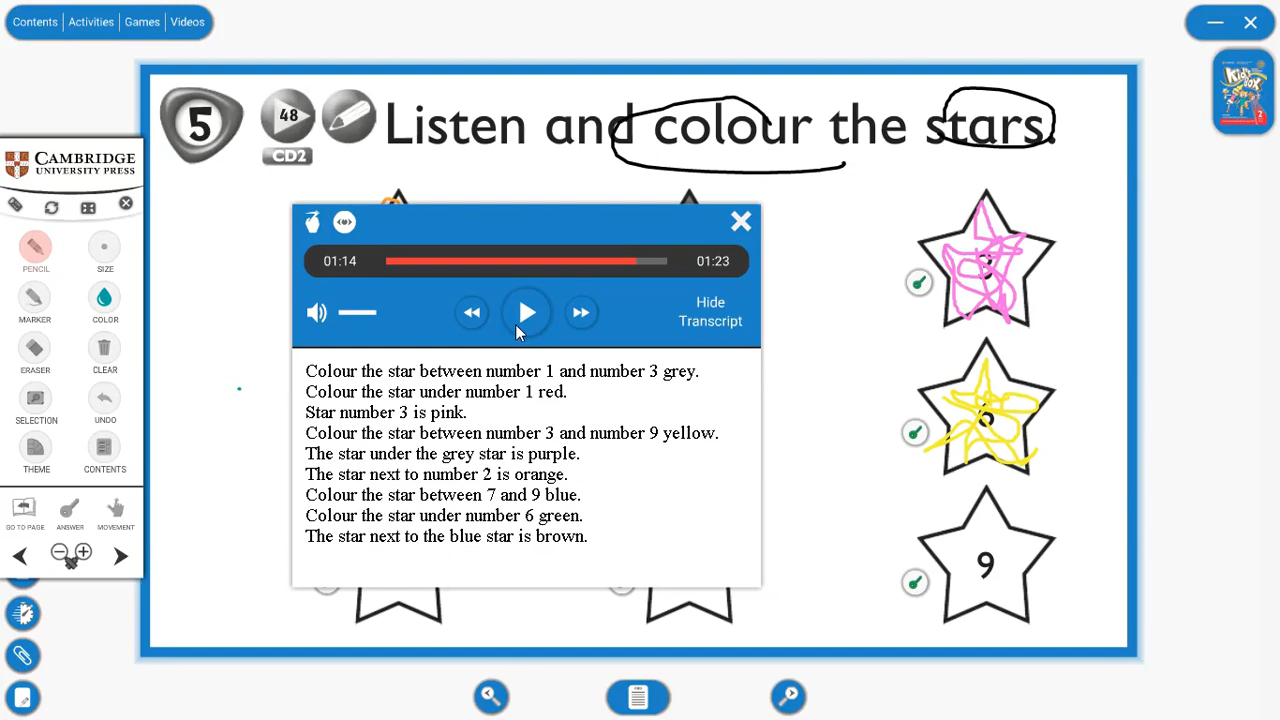 Contents Activities Games Videos
5 48 CD2 Listen and colour the stars.
CAMBRIDGE
UNIVERSITY PRESS
PENCIL SIZE
MARKER COLOR
ERASER CLEAR
SELECTION UNDO
THEME CONTENTS
GO TO PAGE ANSWER MOVEMENT
01:14 01:23
Hide
Transcript
Colour the star between number 1 and number 3 grey.
Colour the star under number 1 red.
Star number 3 is pink.
Colour the star between number 3 and number 9 yellow.
The star under the grey star is purple.
The star next to number 2 is orange.
Colour the star between 7 and 9 blue.
Colour the star under number 6 green.
The star next to the blue star is brown.
9